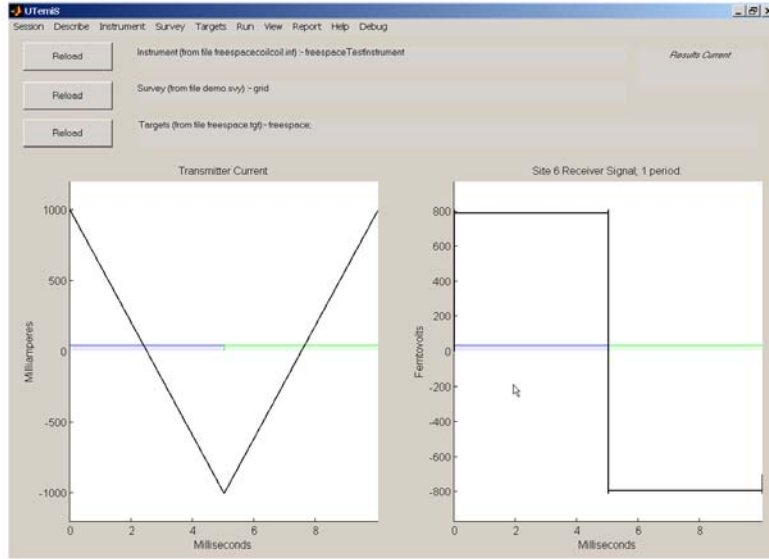 UTemiS
Session Describe Instrument Survey Targets Run View Report Help Debug
Reload
Instrument (from file freespacecoilcoil.int) :- freespaceTestInstrument
Results Current
Reload
Survey (from file demo.svy) :- grid
Reload
Targets (from file freespace.tgt):- freespace;
Transmitter Current
Site 6 Receiver Signal; 1 period.
1000
500
0
-500
-1000
Milliamperes
0 2 4 6 8
Milliseconds
800
600
400
200
0
-200
-400
-600
-800
Femtovolts
0 2 4 6 8
Milliseconds